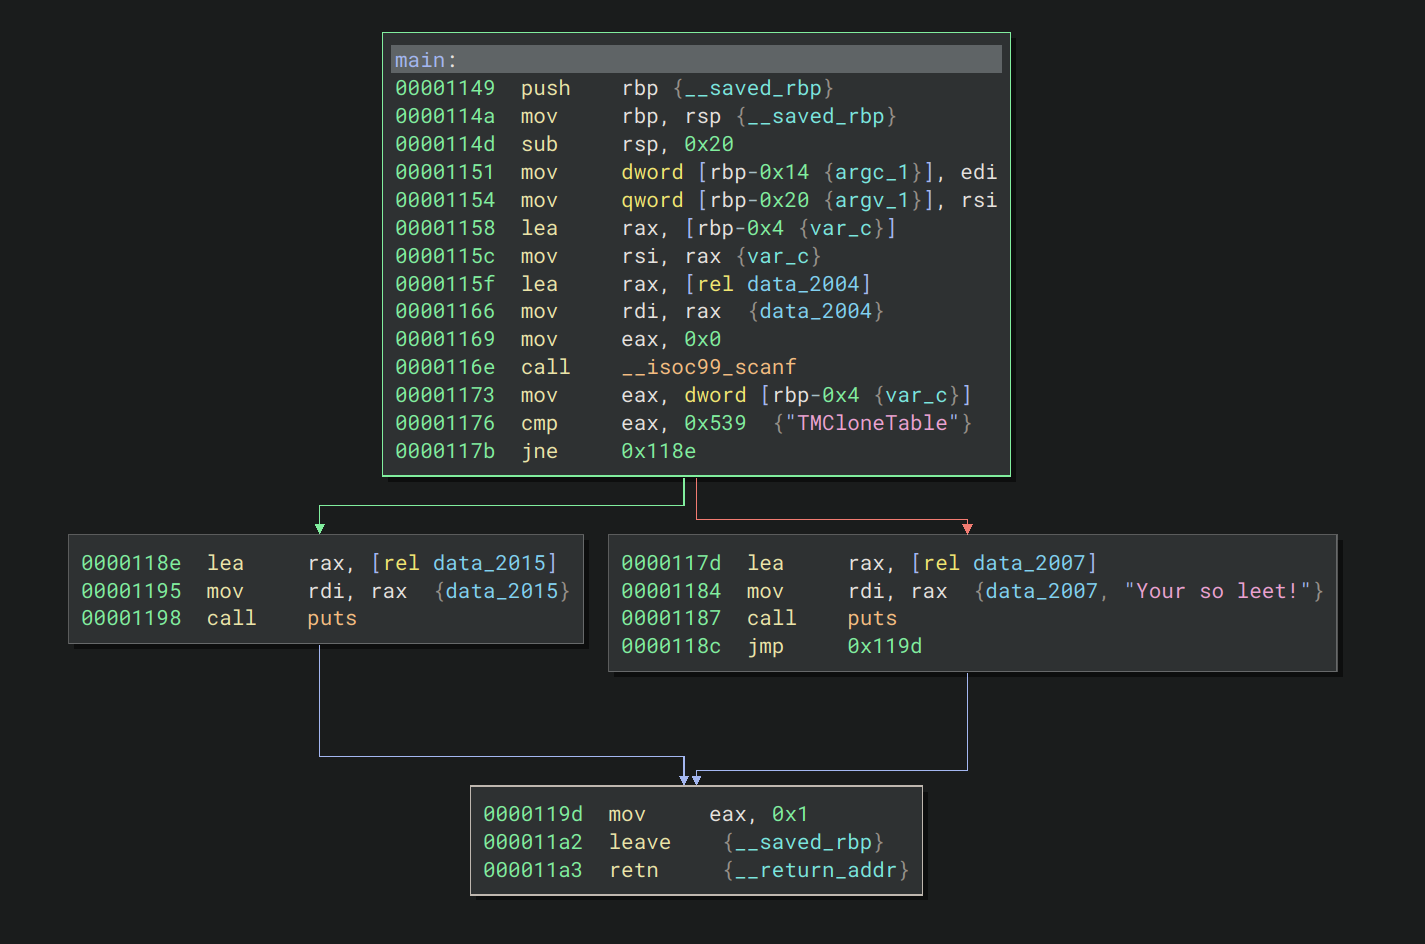 main:
00001149 push rbp {__saved_rbp}
0000114a mov rbp, rsp {__saved_rbp}
0000114d sub rsp, 0x20
00001151 mov dword [rbp-0x14 {argc_1}], edi
00001154 mov qword [rbp-0x20 {argv_1}], rsi
00001158 lea rax, [rbp-0x4 {var_c}]
0000115c mov rsi, rax {var_c}
0000115f lea rax, [rel data_2004]
00001166 mov rdi, rax {data_2004}
00001169 mov eax, 0x0
0000116e call __isoc99_scanf
00001173 mov eax, dword [rbp-0x4 {var_c}]
00001176 cmp eax, 0x539 {"TMCloneTable"}
0000117b jne 0x118e
0000118e lea rax, [rel data_2015]
00001195 mov rdi, rax {data_2015}
00001198 call puts
0000117d lea rax, [rel data_2007]
00001184 mov rdi, rax {data_2007, "Your so leet!"}
00001187 call puts
0000118c jmp 0x119d
0000119d mov eax, 0x1
000011a2 leave {__saved_rbp}
000011a3 retn {__return_addr}